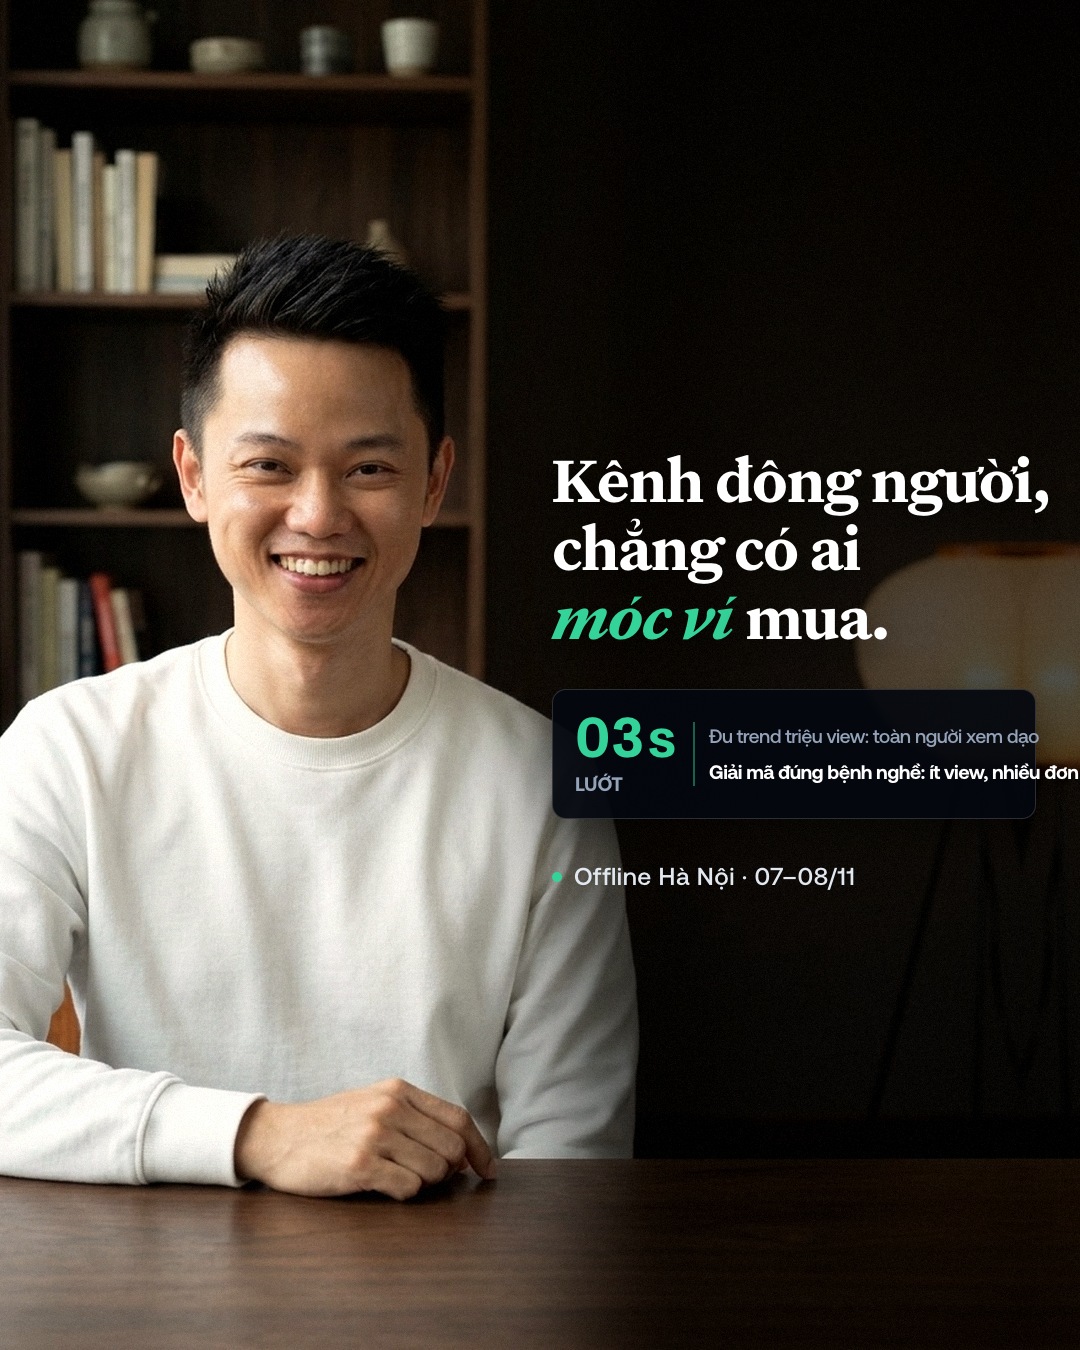 Kênh đông người,
chẳng có ai
móc ví mua.
03s
LƯỚT
Đu trend triệu view: toàn người xem dạo
Giải mã đúng bệnh nghề: ít view, nhiều đơn
Offline Hà Nội · 07–08/11